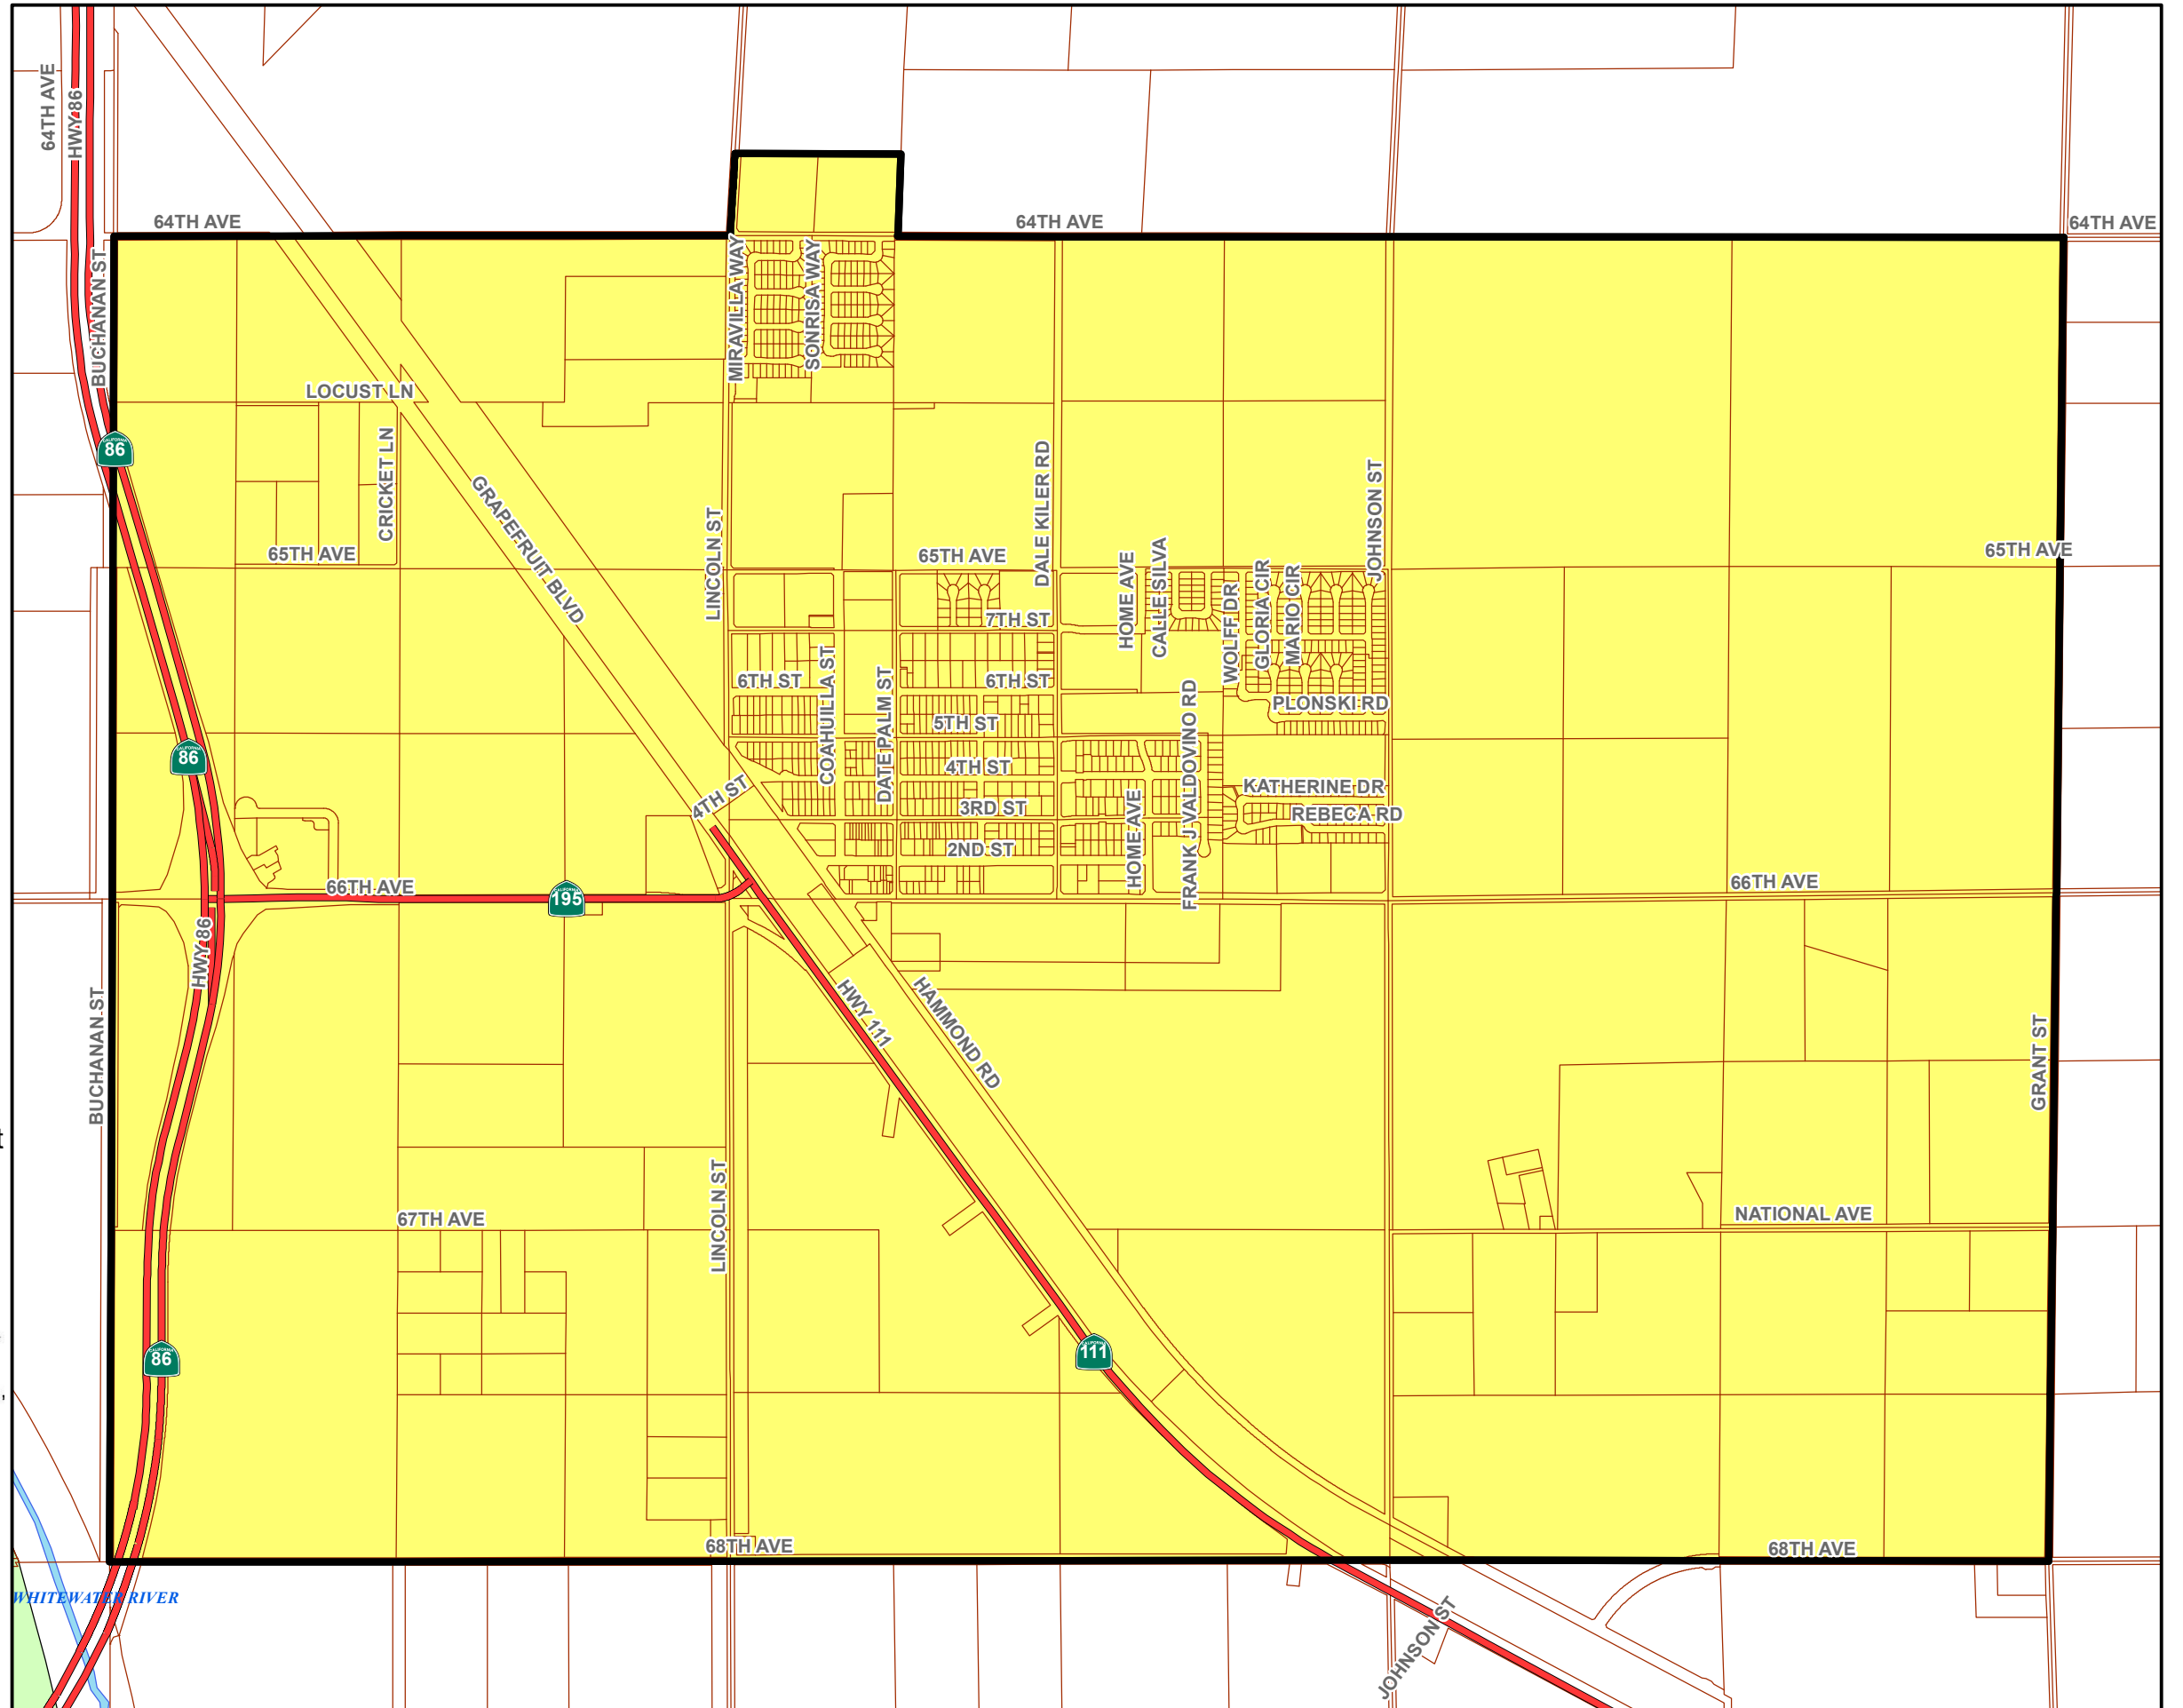 64TH AVE
HWY 86
64TH AVE
64TH AVE
64TH AVE
BUCHANAN ST
MIRAVILLA WAY
SONRISA WAY
LOCUST LN
CALIFORNIA
86
CRICKET LN
GRAPEFRUIT BLVD
LINCOLN ST
DALE KILER RD
JOHNSON ST
65TH AVE
65TH AVE
65TH AVE
HOME AVE
CALLE SILVA
WOLFF DR
GLORIA CIR
MARIO CIR
7TH ST
6TH ST
COAHUILLA ST
DATE PALM ST
6TH ST
FRANK J VALDOVINO RD
PLONSKI RD
5TH ST
CALIFORNIA
86
4TH ST
4TH ST
KATHERINE DR
3RD ST
HOME AVE
REBECA RD
2ND ST
66TH AVE
CALIFORNIA
195
66TH AVE
HWY 86
BUCHANAN ST
HWY 111
HAMMOND RD
GRANT ST
LINCOLN ST
67TH AVE
NATIONAL AVE
CALIFORNIA
111
CALIFORNIA
86
68TH AVE
68TH AVE
WHITEWATER RIVER
JOHNSON ST